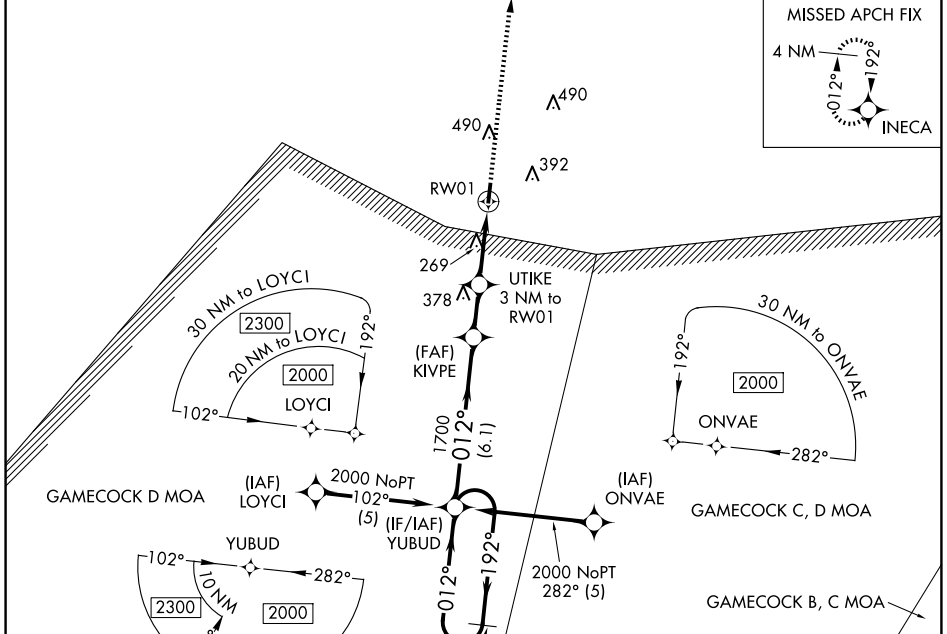 MISSED APCH FIX
4 NM
012°
192°
INECA
490
490
392
RW01
269
UTIKE
3 NM to
RW01
378
(FAF)
KIVPE
30 NM to LOYCI
2300
20 NM to LOYCI
2000
192°
102°
LOYCI
30 NM to ONVAE
192°
2000
ONVAE
282°
1700
012°
(6.1)
GAMECOCK D MOA
(IAF)
LOYCI
2000 NoPT
102°
(5)
(IF/IAF)
YUBUD
(IAF)
ONVAE
GAMECOCK C, D MOA
2000 NoPT
282° (5)
012°
192°
YUBUD
102°
282°
10 NM
2300
2000
GAMECOCK B, C MOA